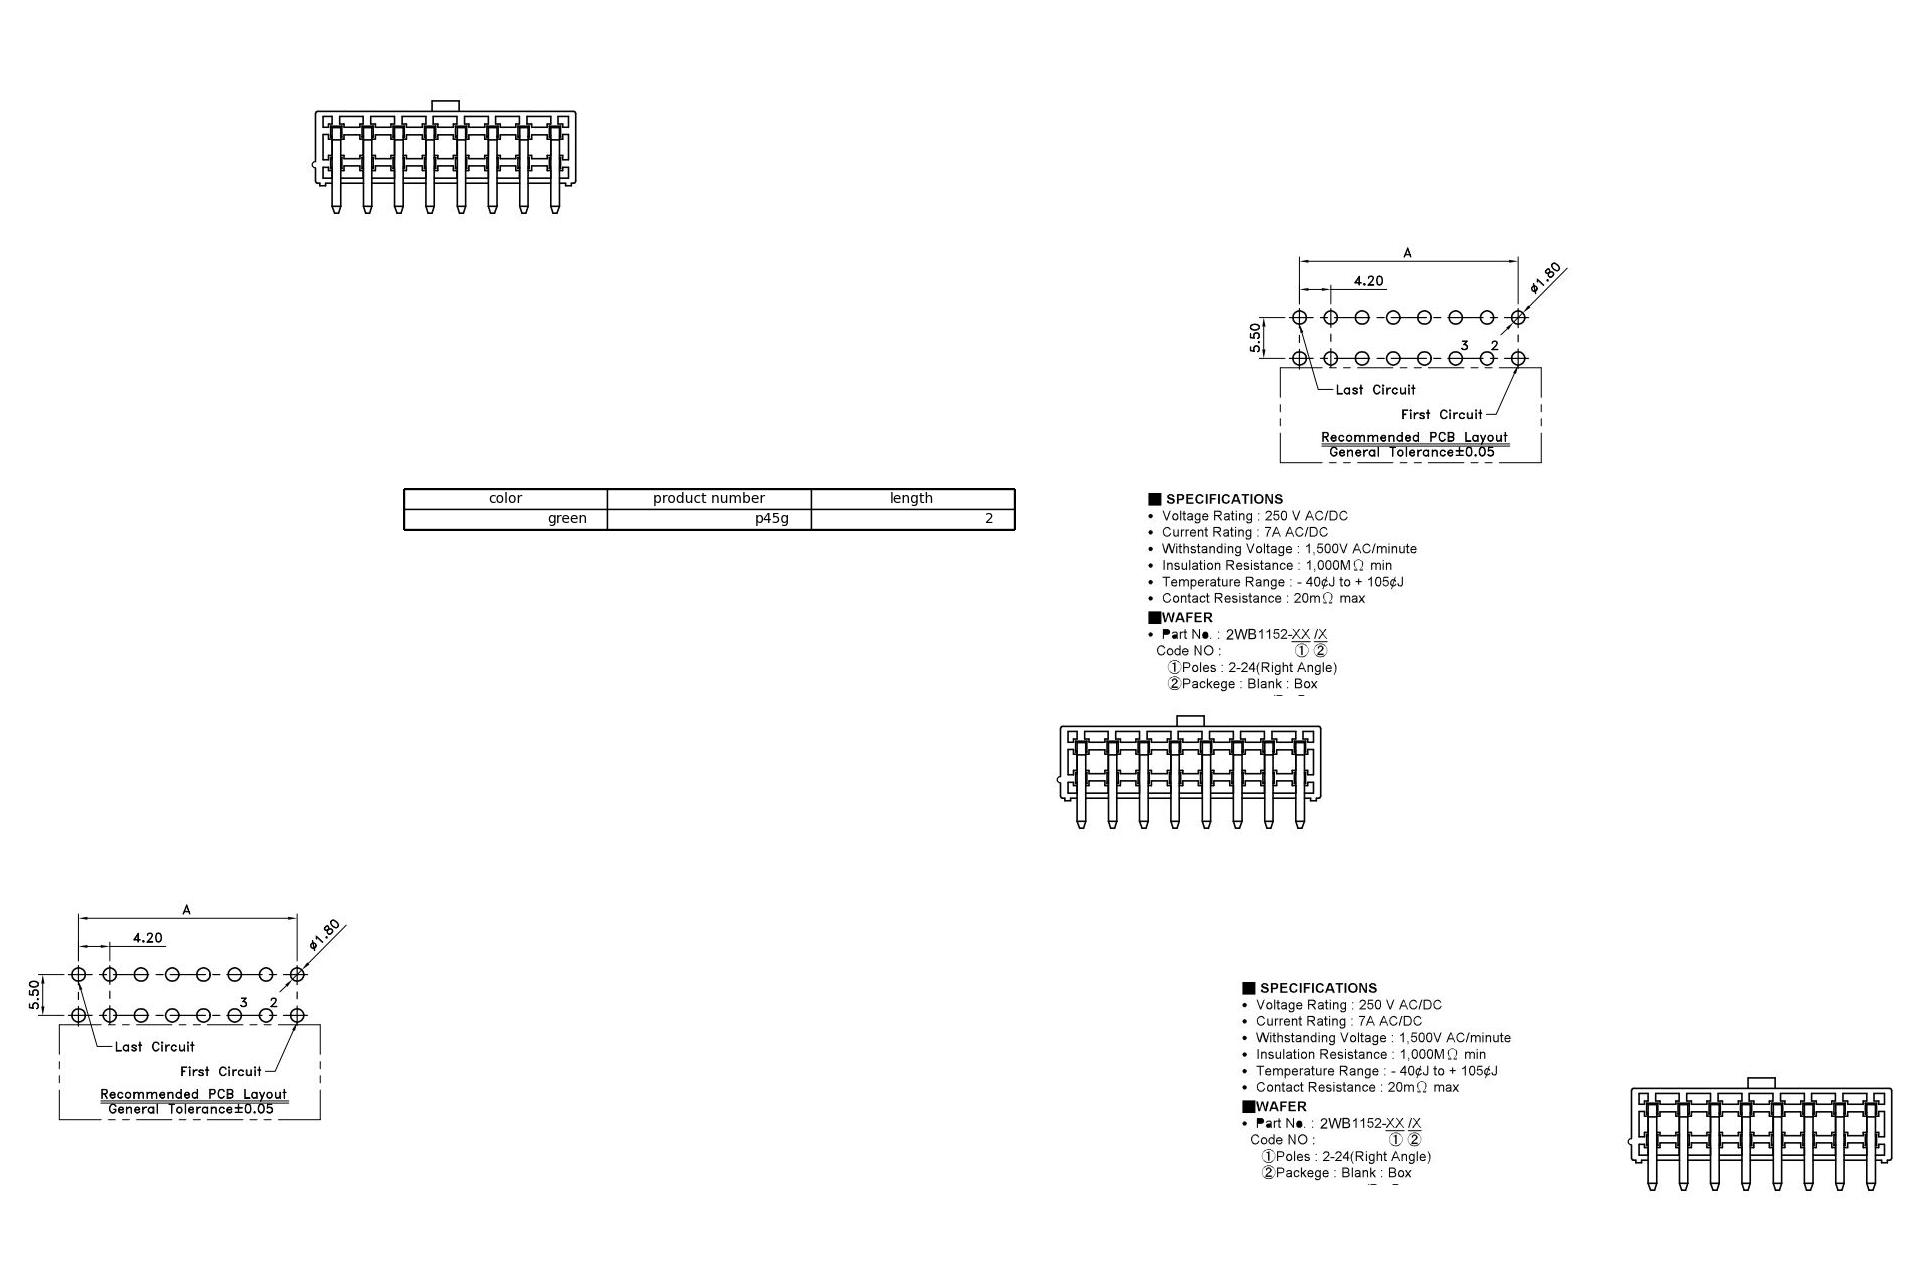 A
4.20
ø1.80
5.50
3 2
Last Circuit
First Circuit
Recommended PCB Layout
General Tolerance±0.05
color product number length
green p45g 2
■ SPECIFICATIONS
• Voltage Rating : 250 V AC/DC
• Current Rating : 7A AC/DC
• Withstanding Voltage : 1,500V AC/minute
• Insulation Resistance : 1,000MΩ min
• Temperature Range : - 40¢J to + 105¢J
• Contact Resistance : 20mΩ max
■WAFER
• Part No. : 2WB1152-XX /X
Code NO : ① ②
①Poles : 2-24(Right Angle)
②Packege : Blank : Box
A
4.20
ø1.80
5.50
3 2
Last Circuit
First Circuit
Recommended PCB Layout
General Tolerance±0.05
■ SPECIFICATIONS
• Voltage Rating : 250 V AC/DC
• Current Rating : 7A AC/DC
• Withstanding Voltage : 1,500V AC/minute
• Insulation Resistance : 1,000MΩ min
• Temperature Range : - 40¢J to + 105¢J
• Contact Resistance : 20mΩ max
■WAFER
• Part No. : 2WB1152-XX /X
Code NO : ① ②
①Poles : 2-24(Right Angle)
②Packege : Blank : Box